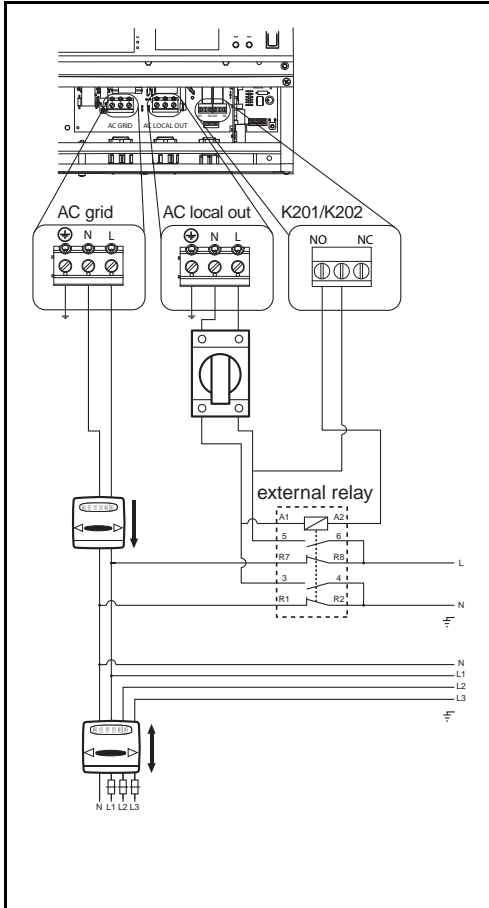 AC GRID AC LOCAL OUT
AC grid AC local out K201/K202
N L N L NO NC
external relay
A1 A2
5 6
R7 R8 L
3 4
R1 R2 N
N
L1
L2
L3
N L1 L2 L3